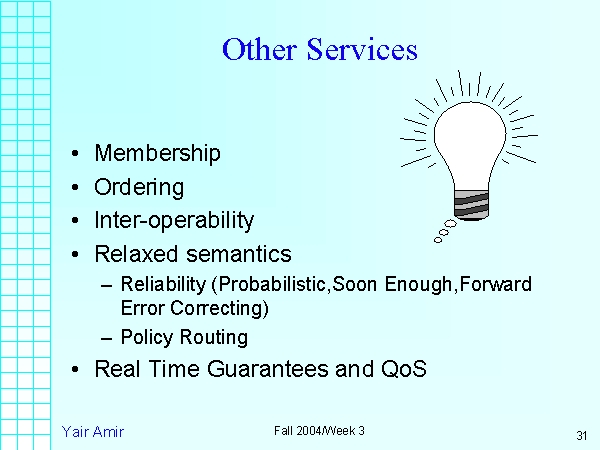 Other Services
• Membership
• Ordering
• Inter-operability
• Relaxed semantics
– Reliability (Probabilistic,Soon Enough,Forward
Error Correcting)
– Policy Routing
• Real Time Guarantees and QoS
Yair Amir
Fall 2004/Week 3
31